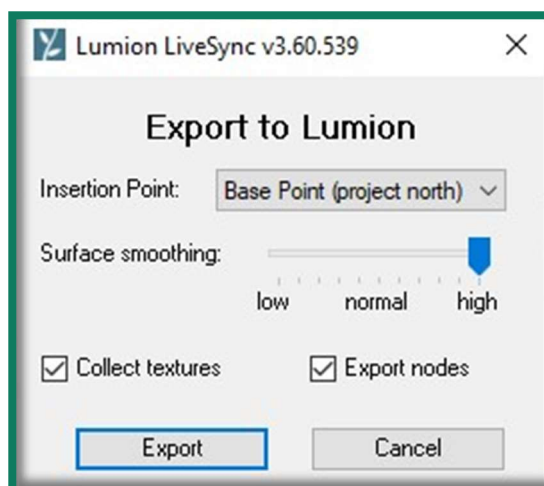 Lumion LiveSync v3.60.539
Export to Lumion
Insertion Point: Base Point (project north)
Surface smoothing:
low normal high
Collect textures Export nodes
Export Cancel